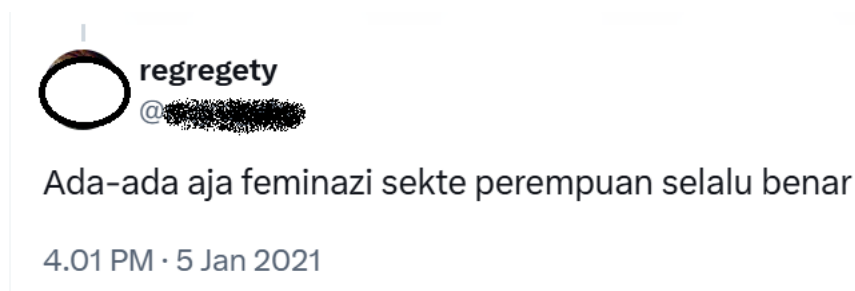 regregety
@
Ada-ada aja feminazi sekte perempuan selalu benar
4.01 PM · 5 Jan 2021